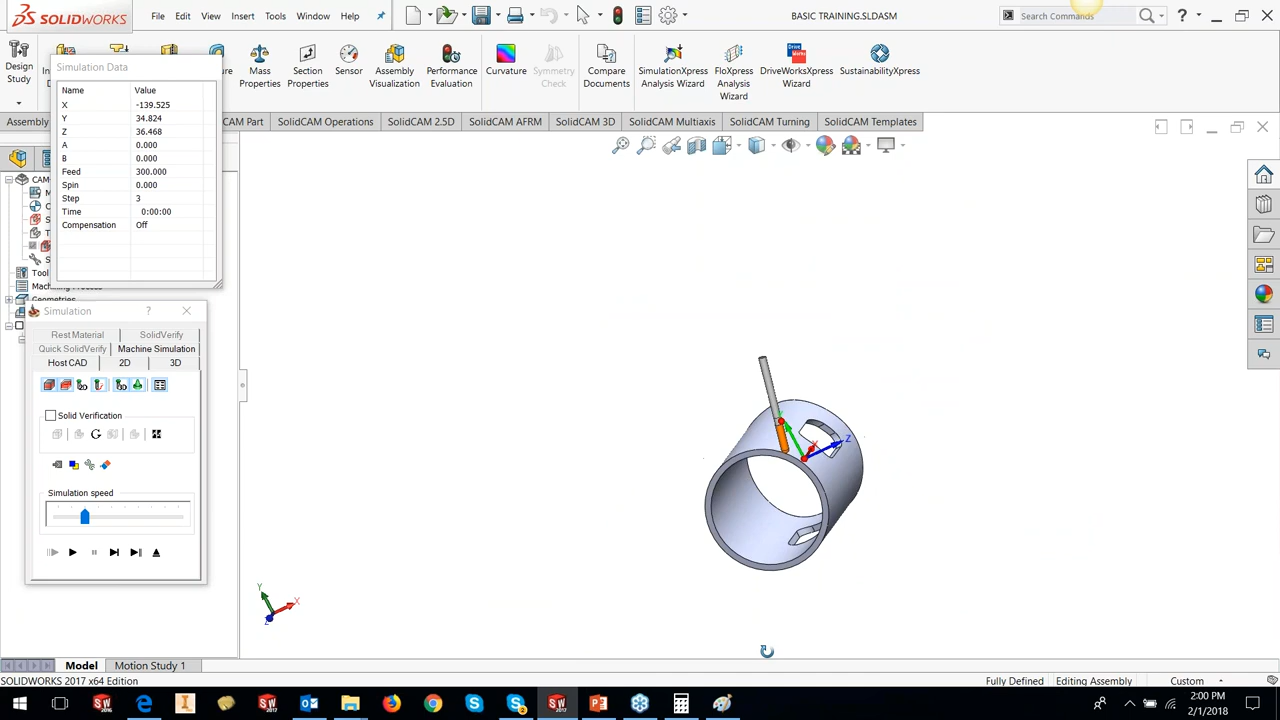 SOLIDWORKS
File Edit View Insert Tools Window Help
BASIC TRAINING.SLDASM
Search Commands
Design Study
Mass Properties
Section Properties
Sensor
Assembly Visualization
Performance Evaluation
Curvature
Symmetry Check
Compare Documents
SimulationXpress Analysis Wizard
FloXpress Analysis Wizard
DriveWorksXpress Wizard
SustainabilityXpress
Assembly
CAM Part
SolidCAM Operations
SolidCAM 2.5D
SolidCAM AFRM
SolidCAM 3D
SolidCAM Multiaxis
SolidCAM Turning
SolidCAM Templates
Simulation Data
Name Value
X -139.525
Y 34.824
Z 36.468
A 0.000
B 0.000
Feed 300.000
Spin 0.000
Step 3
Time 0:00:00
Compensation Off
CAM-
Tool
Machining Process
Geometries
Simulation
Rest Material SolidVerify
Quick SolidVerify Machine Simulation
Host CAD 2D 3D
Solid Verification
Simulation speed
Y
X
Z
Y
X
Z
Model Motion Study 1
SOLIDWORKS 2017 x64 Edition
Fully Defined
Editing Assembly
Custom
2:00 PM
2/1/2018